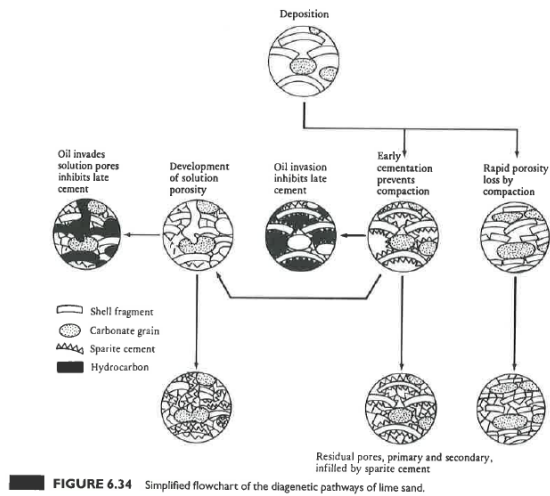 Deposition
Oil invades
solution pores
inhibits late
cement
Development
of solution
porosity
Oil invasion
inhibits late
cement
Early
cementation
prevents
compaction
Rapid porosity
loss by
compaction
Shell fragment
Carbonate grain
Sparite cement
Hydrocarbon
Residual pores, primary and secondary,
infilled by sparite cement
FIGURE 6.34 Simplified flowchart of the diagenetic pathways of lime sand.